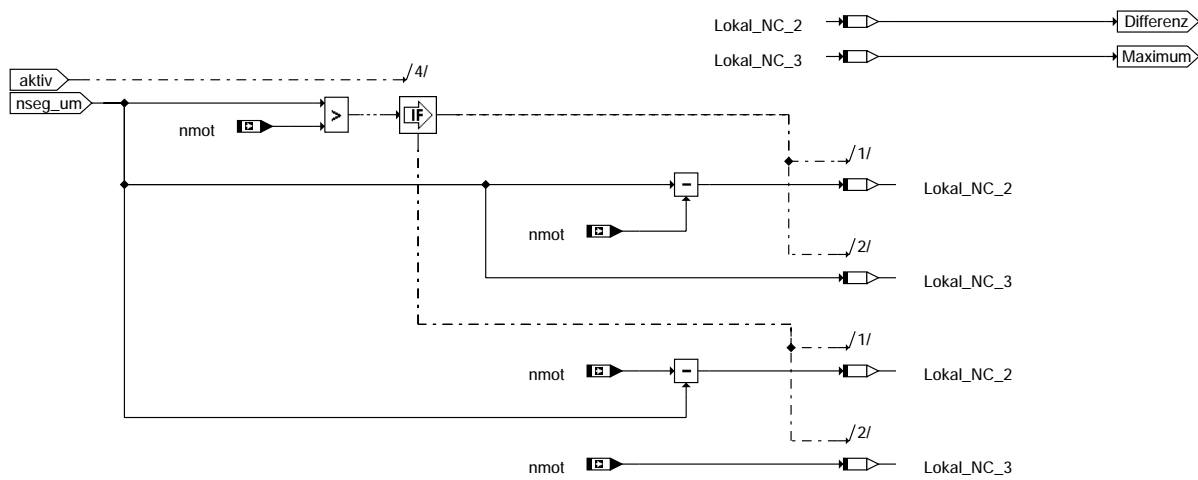 Lokal_NC_2
Differenz
Lokal_NC_3
Maximum
aktiv
/4/
nseg_um
>
IF
nmot
/1/
-
Lokal_NC_2
nmot
/2/
Lokal_NC_3
/1/
nmot
-
Lokal_NC_2
/2/
nmot
Lokal_NC_3